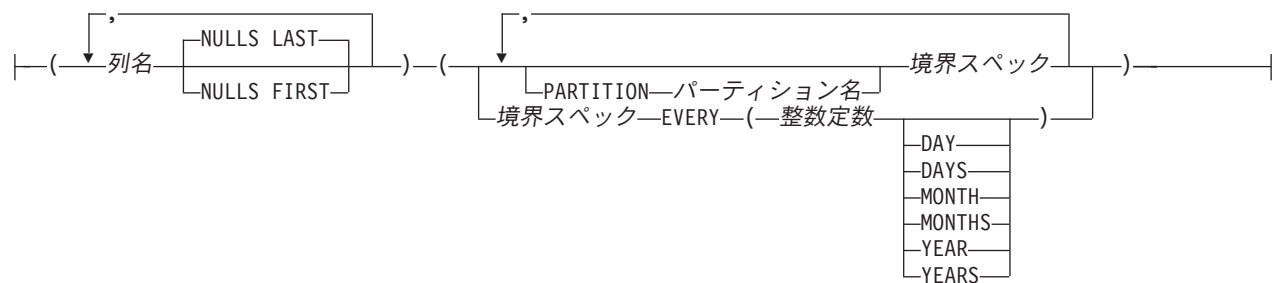 , ,
NULLS LAST
( 列名 ) ( 境界スペック )
NULLS FIRST PARTITION パーティション名
境界スペック EVERY ( 整数定数 )
DAY
DAYS
MONTH
MONTHS
YEAR
YEARS